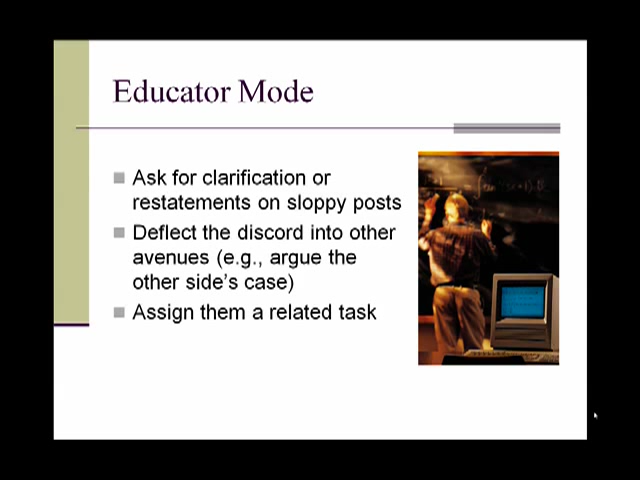 Educator Mode
Ask for clarification or
restatements on sloppy posts
Deflect the discord into other
avenues (e.g., argue the
other side's case)
Assign them a related task